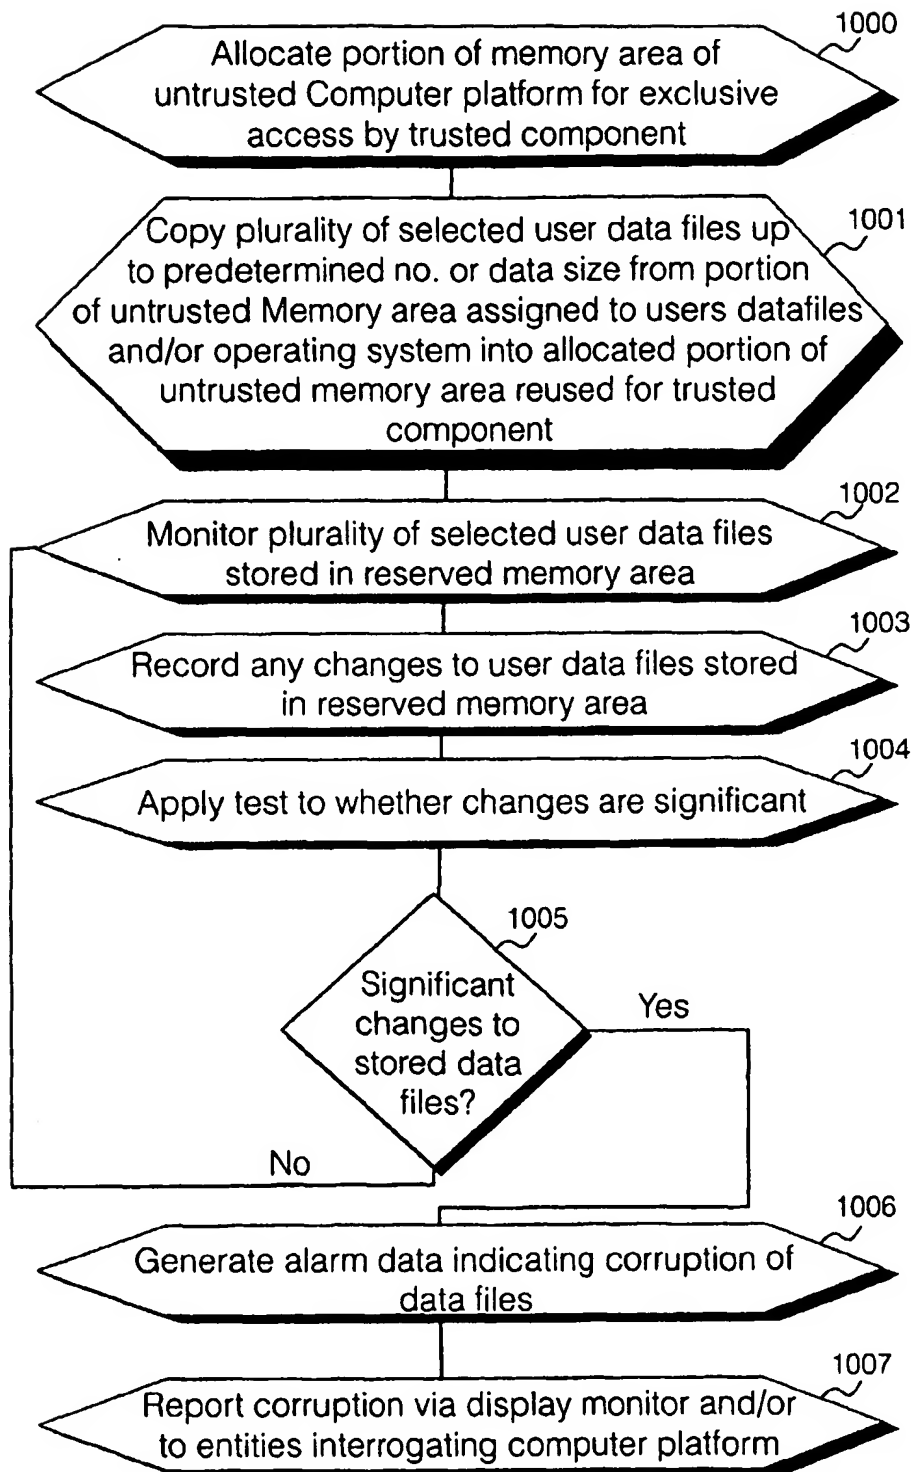 1000
Allocate portion of memory area of
untrusted Computer platform for exclusive
access by trusted component
1001
Copy plurality of selected user data files up
to predetermined no. or data size from portion
of untrusted Memory area assigned to users datafiles
and/or operating system into allocated portion of
untrusted memory area reused for trusted
component
1002
Monitor plurality of selected user data files
stored in reserved memory area
1003
Record any changes to user data files stored
in reserved memory area
1004
Apply test to whether changes are significant
1005
Significant
changes to
stored data
files?
Yes
No
1006
Generate alarm data indicating corruption of
data files
1007
Report corruption via display monitor and/or
to entities interrogating computer platform